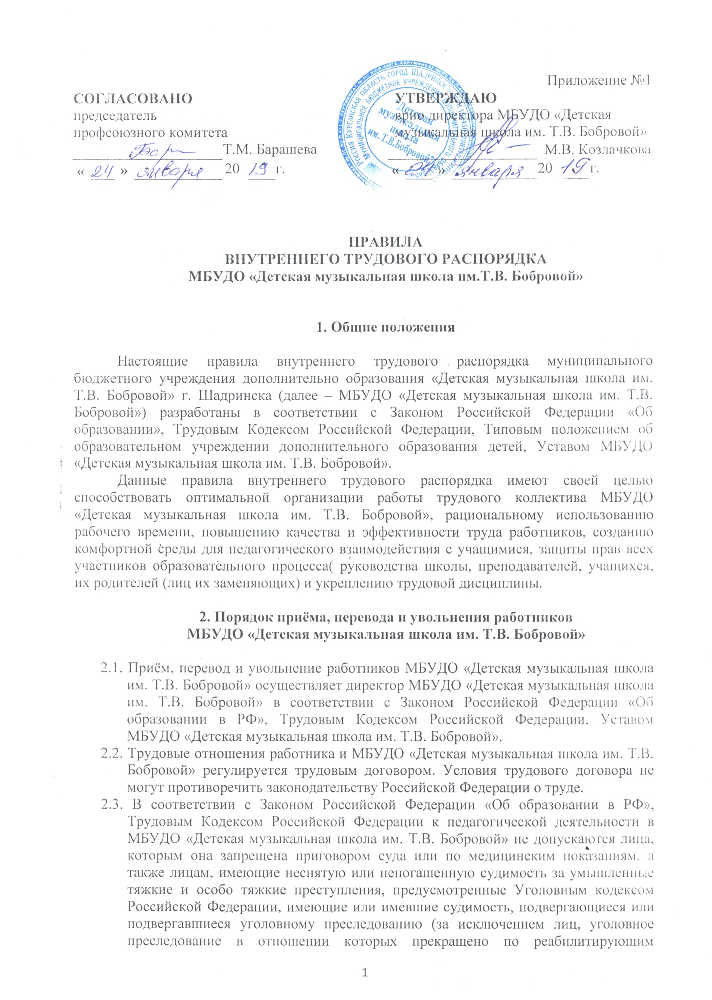 Приложение №1
СОГЛАСОВАНО
председатель
профсоюзного комитета
Т.М. Барашева
« 24 » января 20 19 г.
УТВЕРЖДАЮ
врио директора МБУДО «Детская
музыкальная школа им. Т.В. Бобровой»
М.В. Козлачкова
« 24 » января 20 19 г.
РОССИЯ КУРГАНСКАЯ ОБЛАСТЬ ГОРОД ШАДРИНСК
МУНИЦИПАЛЬНОЕ БЮДЖЕТНОЕ УЧРЕЖДЕНИЕ ДОПОЛНИТЕЛЬНОГО ОБРАЗОВАНИЯ
"Детская
музыкальная
школа
им. Т.В.Бобровой"
ПРАВИЛА
ВНУТРЕННЕГО ТРУДОВОГО РАСПОРЯДКА
МБУДО «Детская музыкальная школа им.Т.В. Бобровой»
1. Общие положения
Настоящие правила внутреннего трудового распорядка муниципального
бюджетного учреждения дополнительно образования «Детская музыкальная школа им.
Т.В. Бобровой» г. Шадринска (далее – МБУДО «Детская музыкальная школа им. Т.В.
Бобровой») разработаны в соответствии с Законом Российской Федерации «Об
образовании», Трудовым Кодексом Российской Федерации, Типовым положением об
образовательном учреждении дополнительного образования детей, Уставом МБУДО
«Детская музыкальная школа им. Т.В. Бобровой».
Данные правила внутреннего трудового распорядка имеют своей целью
способствовать оптимальной организации работы трудового коллектива МБУДО
«Детская музыкальная школа им. Т.В. Бобровой», рациональному использованию
рабочего времени, повышению качества и эффективности труда работников, созданию
комфортной среды для педагогического взаимодействия с учащимися, защиты прав всех
участников образовательного процесса( руководства школы, преподавателей, учащихся,
их родителей (лиц их заменяющих) и укреплению трудовой дисциплины.
2. Порядок приёма, перевода и увольнения работников
МБУДО «Детская музыкальная школа им. Т.В. Бобровой»
2.1. Приём, перевод и увольнение работников МБУДО «Детская музыкальная школа
им. Т.В. Бобровой» осуществляет директор МБУДО «Детская музыкальная школа
им. Т.В. Бобровой» в соответствии с Законом Российской Федерации «Об
образовании в РФ», Трудовым Кодексом Российской Федерации, Уставом
МБУДО «Детская музыкальная школа им. Т.В. Бобровой».
2.2. Трудовые отношения работника и МБУДО «Детская музыкальная школа им. Т.В.
Бобровой» регулируется трудовым договором. Условия трудового договора не
могут противоречить законодательству Российской Федерации о труде.
2.3. В соответствии с Законом Российской Федерации «Об образовании в РФ»,
Трудовым Кодексом Российской Федерации к педагогической деятельности в
МБУДО «Детская музыкальная школа им. Т.В. Бобровой» не допускаются лица,
которым она запрещена приговором суда или по медицинским показаниям, а
также лицам, имеющие неснятую или непогашенную судимость за умышленные
тяжкие и особо тяжкие преступления, предусмотренные Уголовным кодексом
Российской Федерации, имеющие или имевшие судимость, подвергающиеся или
подвергавшиеся уголовному преследованию (за исключением лиц, уголовное
преследование в отношении которых прекращено по реабилитирующим
1